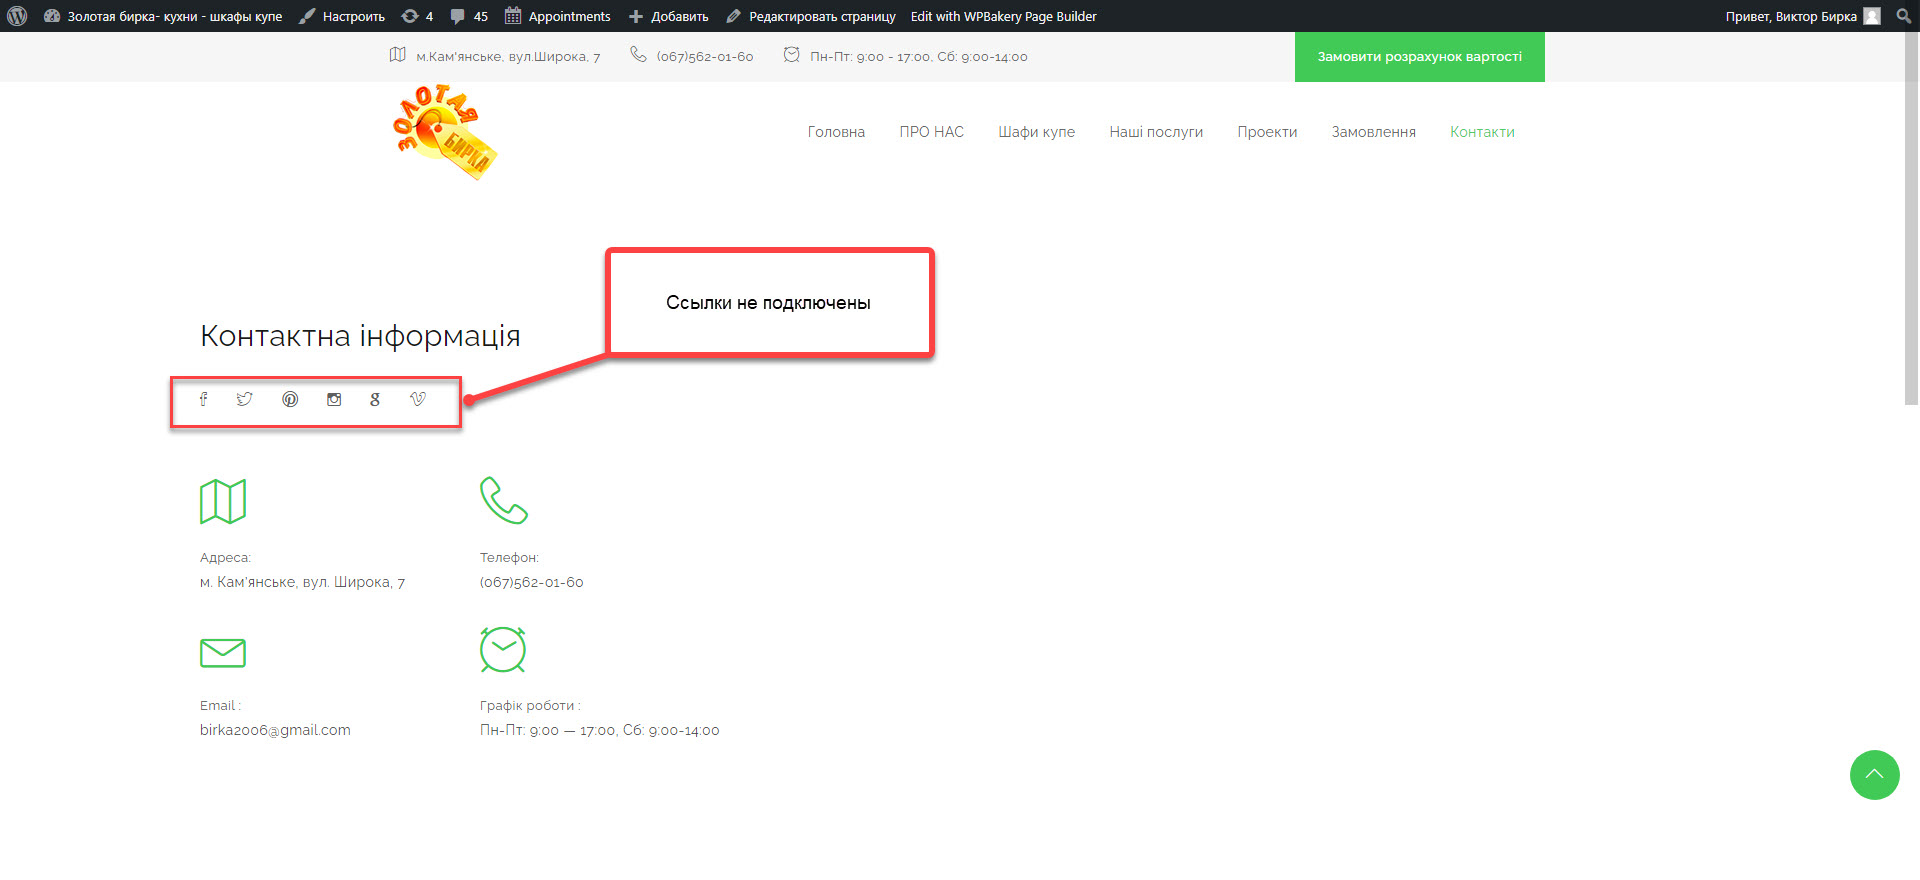 Золотая бирка- кухни - шкафы купе
Настроить
4
45
Appointments
Добавить
Редактировать страницу
Edit with WPBakery Page Builder
Привет, Виктор Бирка
м.Кам'янське, вул.Широка, 7
(067)562-01-60
Пн-Пт: 9:00 - 17:00, Сб: 9:00-14:00
Замовити розрахунок вартості
ЗОЛОТАЯ
БИРКА
Головна
ПРО НАС
Шафи купе
Наші послуги
Проекти
Замовлення
Контакти
Ссылки не подключены
Контактна інформація
Адреса:
м. Кам'янське, вул. Широка, 7
Телефон:
(067)562-01-60
Email :
birka2006@gmail.com
Графік роботи :
Пн-Пт: 9:00 — 17:00, Сб: 9:00-14:00